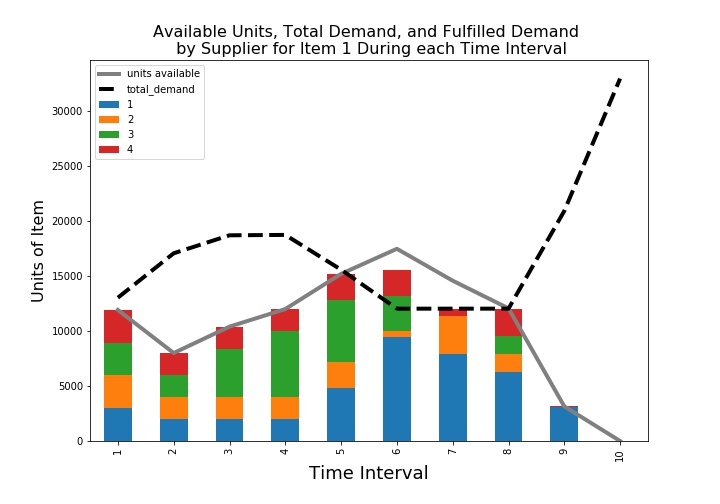 Available Units, Total Demand, and Fulfilled Demand
by Supplier for Item 1 During each Time Interval
units available
total_demand
1
2
3
4
30000
25000
20000
15000
10000
5000
0
Units of Item
1 2 3 4 5 6 7 8 9 10
Time Interval